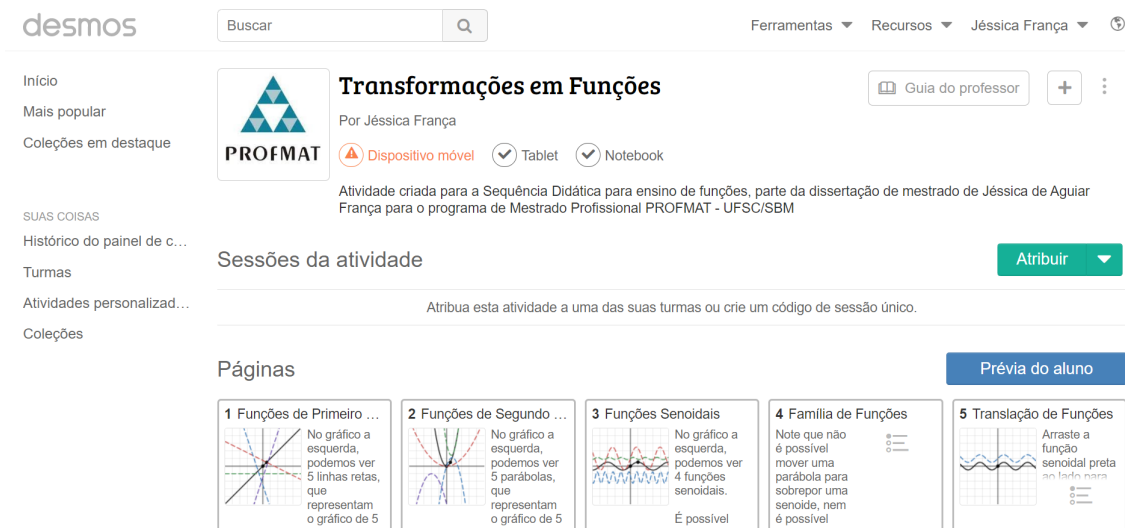 desmos
Buscar
Ferramentas
Recursos
Jéssica França
Início
Mais popular
Coleções em destaque
SUAS COISAS
Histórico do painel de c...
Turmas
Atividades personalizad...
Coleções
PROFMAT
Transformações em Funções
Por Jéssica França
Dispositivo móvel
Tablet
Notebook
Guia do professor
Atividade criada para a Sequência Didática para ensino de funções, parte da dissertação de mestrado de Jéssica de Aguiar
França para o programa de Mestrado Profissional PROFMAT - UFSC/SBM
Sessões da atividade
Atribuir
Atribua esta atividade a uma das suas turmas ou crie um código de sessão único.
Páginas
Prévia do aluno
1 Funções de Primeiro ...
No gráfico a
esquerda,
podemos ver
5 linhas retas,
que
representam
o gráfico de 5
2 Funções de Segundo ...
No gráfico a
esquerda,
podemos ver
5 parábolas,
que
representam
o gráfico de 5
3 Funções Senoidais
No gráfico a
esquerda,
podemos ver
4 funções
senoidais.
É possível
4 Família de Funções
Note que não
é possível
mover uma
parábola para
sobrepor uma
senoide, nem
é possível
5 Translação de Funções
Arraste a
função
senoidal preta
ao lado para